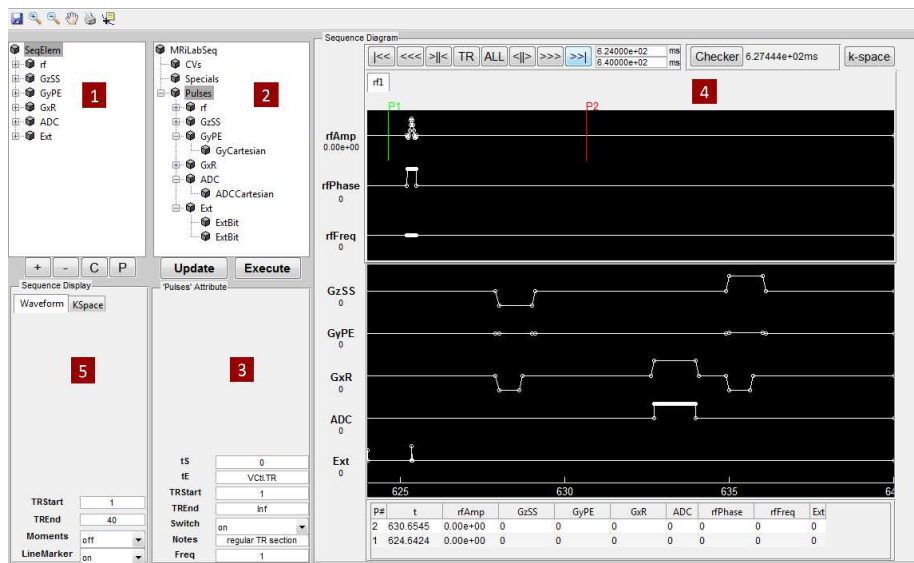 SeqElem
rf
GzSS
GyPE
GxR
ADC
Ext
1
+ - C P
MRiLabSeq
CVs
Specials
Pulses
rf
GzSS
GyPE
GyCartesian
GxR
ADC
ADCCartesian
Ext
ExtBit
ExtBit
2
Update Execute
Sequence Display
Waveform KSpace
5
TRStart 1
TREnd 40
Moments off
LineMarker on
'Pulses' Attribute
3
tS 0
tE VCtl.TR
TRStart 1
TREnd Inf
Switch on
Notes regular TR section
Freq 1
Sequence Diagram
|<< <<< >||< TR ALL <||> >>> >>| 6.24000e+02 ms Checker 6.27444e+02ms k-space
6.40000e+02 ms
rf1
4
P1 P2
rfAmp
0.00e+00
rfPhase
0
rfFreq
0
GzSS
0
GyPE
0
GxR
0
ADC
0
Ext
0
625 630 635 64
P# t rfAmp GzSS GyPE GxR ADC rfPhase rfFreq Ext
2 630.6545 0.00e+00 0 0 0 0 0 0 0
1 624.6424 0.00e+00 0 0 0 0 0 0 0